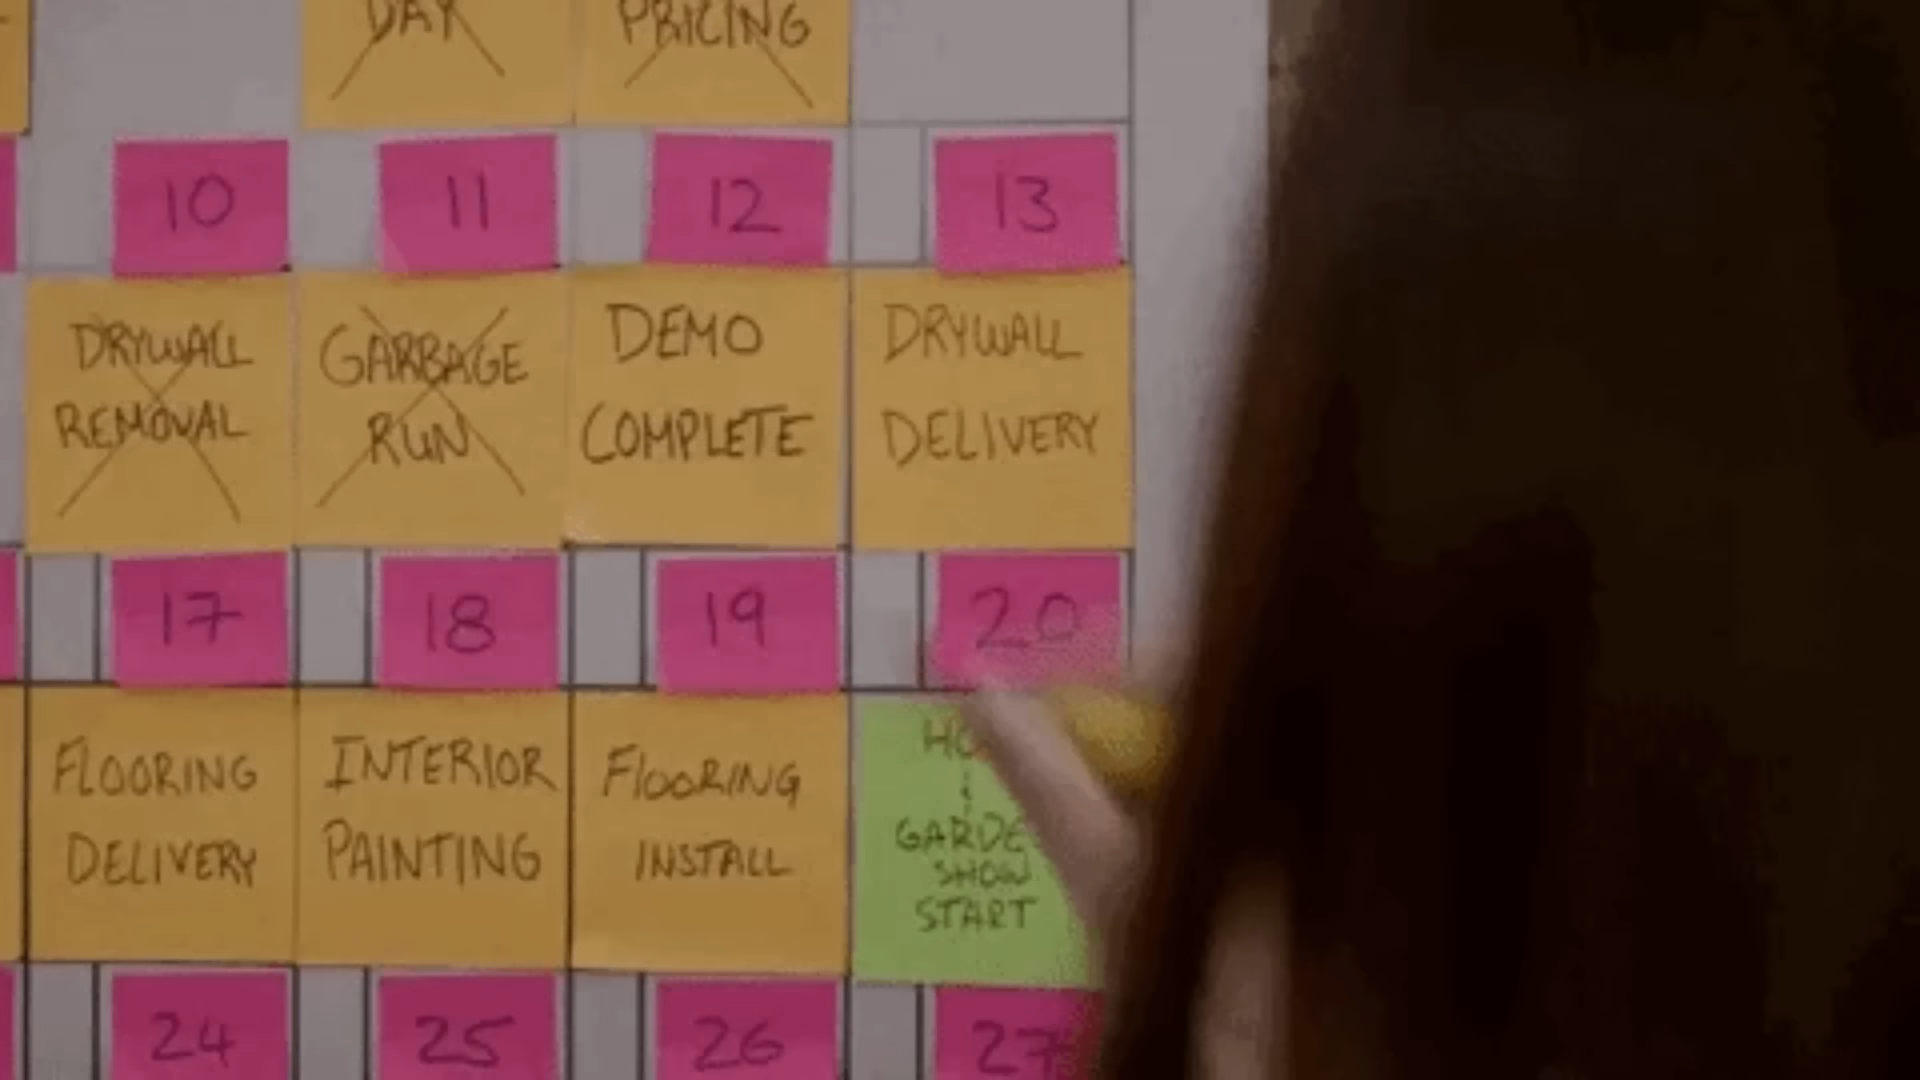 DAY
PRICING
10
11
12
13
DRYWALL
REMOVAL
GARBAGE
RUN
DEMO
COMPLETE
DRYWALL
DELIVERY
17
18
19
20
FLOORING
DELIVERY
INTERIOR
PAINTING
FLOORING
INSTALL
SHOW
START
24
25
26
27